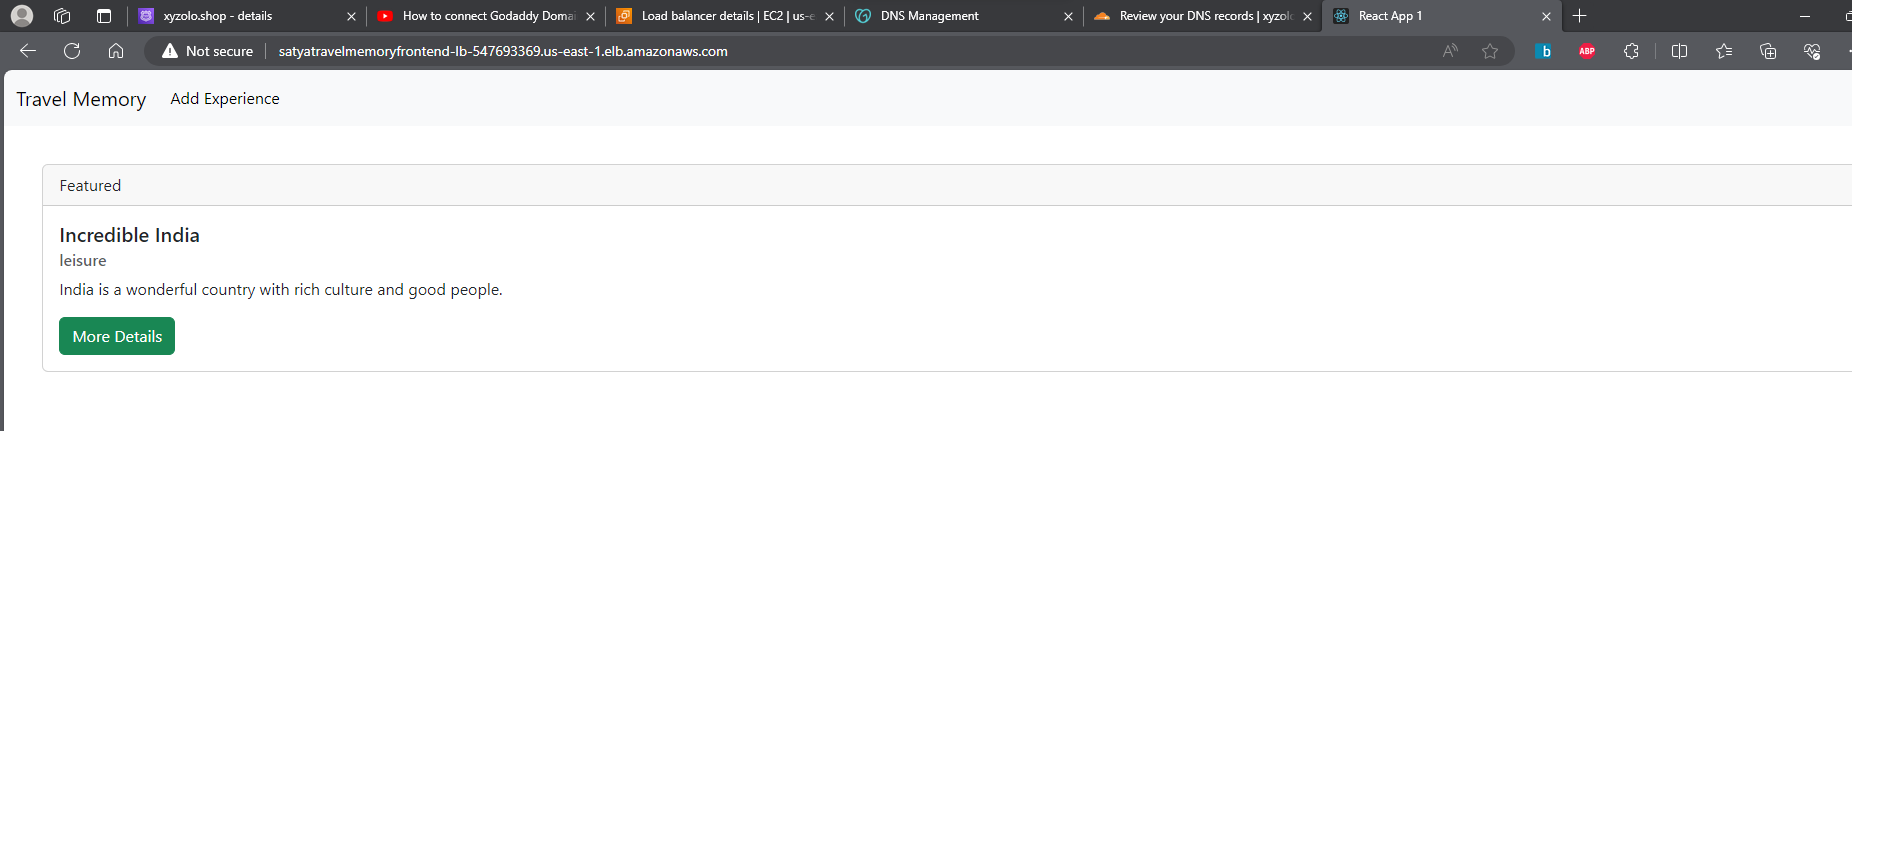 xyzolo.shop - details
How to connect Godaddy Domai
Load balancer details | EC2 | us-e
DNS Management
Review your DNS records | xyzolo
React App 1
Not secure
satyatravelmemoryfrontend-lb-547693369.us-east-1.elb.amazonaws.com
b
ABP
Travel Memory
Add Experience
Featured
Incredible India
leisure
India is a wonderful country with rich culture and good people.
More Details